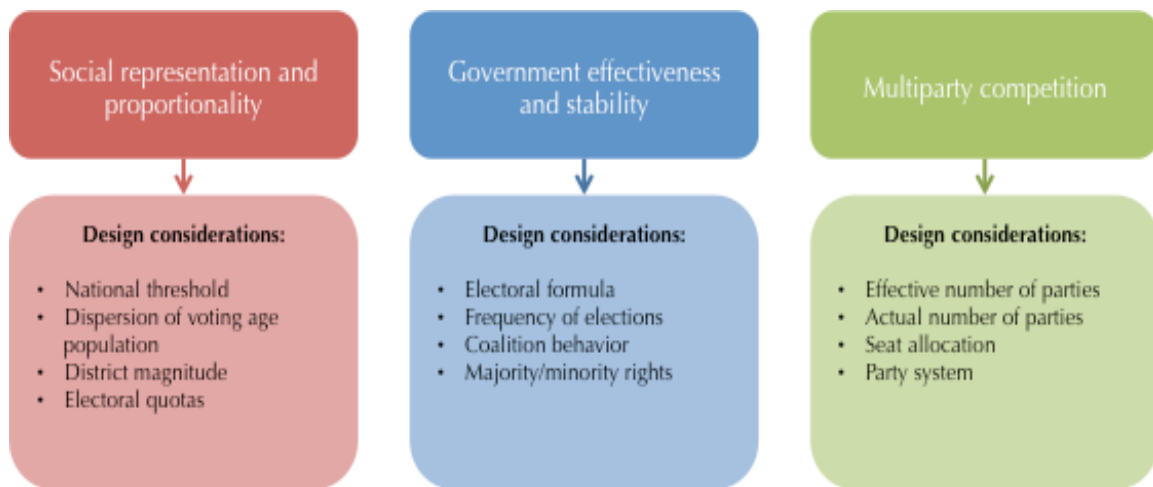 Social representation and
proportionality
Design considerations:
• National threshold
• Dispersion of voting age
population
• District magnitude
• Electoral quotas
Government effectiveness
and stability
Design considerations:
• Electoral formula
• Frequency of elections
• Coalition behavior
• Majority/minority rights
Multiparty competition
Design considerations:
• Effective number of parties
• Actual number of parties
• Seat allocation
• Party system